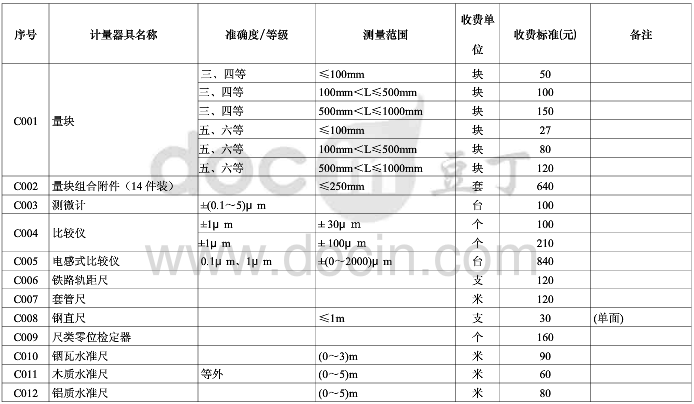 序号 计量器具名称 准确度/等级 测量范围 收费单位 收费标准(元) 备注
C001 量块 三、四等 ≤100mm 块 50
三、四等 100mm＜L≤500mm 块 100
三、四等 500mm＜L≤1000mm 块 150
五、六等 ≤100mm 块 27
五、六等 100mm＜L≤500mm 块 80
五、六等 500mm＜L≤1000mm 块 120
C002 量块组合附件（14件装） ≤250mm 套 640
C003 测微计 ±(0.1～5)μ m 台 100
C004 比较仪 ±1μ m ± 30μ m 个 100
±1μ m ± 100μ m 个 210
C005 电感式比较仪 0.1μ m、1μ m ±(0～2000)μ m 台 840
C006 铁路轨距尺 支 120
C007 套管尺 米 120
C008 钢直尺 ≤1m 支 30 (单面)
C009 尺类零位检定器 个 160
C010 铟瓦水准尺 (0～3)m 米 90
C011 木质水准尺 等外 (0～5)m 米 60
C012 铝质水准尺 (0～5)m 米 80
docin 豆丁
www.docin.com